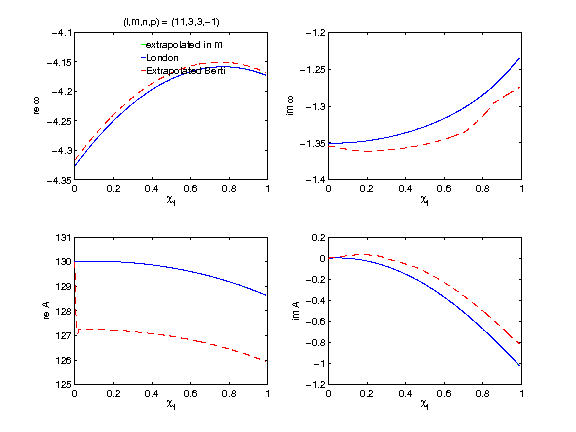 (l,m,n,p) = (11,3,3,−1)
extrapolated in m
London
Extrapolated Berti
−4.1
−4.15
−4.2
−4.25
−4.3
−4.35
re ω
0 0.2 0.4 0.6 0.8 1
χf
−1.2
−1.25
−1.3
−1.35
−1.4
im ω
0 0.2 0.4 0.6 0.8 1
χf
131
130
129
128
127
126
125
re A
0 0.2 0.4 0.6 0.8 1
χf
0.2
0
−0.2
−0.4
−0.6
−0.8
−1
−1.2
im A
0 0.2 0.4 0.6 0.8 1
χf